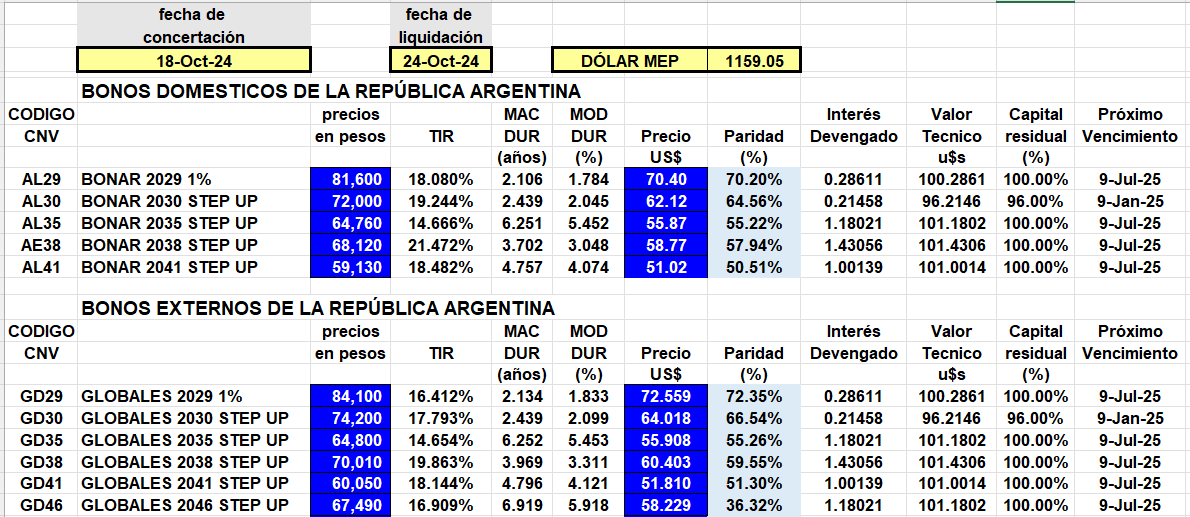 fecha de fecha de
concertación liquidación
18-Oct-24 24-Oct-24 DÓLAR MEP 1159.05
BONOS DOMESTICOS DE LA REPÚBLICA ARGENTINA
CODIGO precios MAC MOD Interés Valor Capital Próximo
CNV en pesos TIR DUR DUR Precio Paridad Devengado Tecnico residual Vencimiento
(años) (%) US$ (%) u$s (%)
AL29 BONAR 2029 1% 81,600 18.080% 2.106 1.784 70.40 70.20% 0.28611 100.2861 100.00% 9-Jul-25
AL30 BONAR 2030 STEP UP 72,000 19.244% 2.439 2.045 62.12 64.56% 0.21458 96.2146 96.00% 9-Jan-25
AL35 BONAR 2035 STEP UP 64,760 14.666% 6.251 5.452 55.87 55.22% 1.18021 101.1802 100.00% 9-Jul-25
AE38 BONAR 2038 STEP UP 68,120 21.472% 3.702 3.048 58.77 57.94% 1.43056 101.4306 100.00% 9-Jul-25
AL41 BONAR 2041 STEP UP 59,130 18.482% 4.757 4.074 51.02 50.51% 1.00139 101.0014 100.00% 9-Jul-25
BONOS EXTERNOS DE LA REPÚBLICA ARGENTINA
CODIGO precios MAC MOD Interés Valor Capital Próximo
CNV en pesos TIR DUR DUR Precio Paridad Devengado Tecnico residual Vencimiento
(años) (%) US$ (%) u$s (%)
GD29 GLOBALES 2029 1% 84,100 16.412% 2.134 1.833 72.559 72.35% 0.28611 100.2861 100.00% 9-Jul-25
GD30 GLOBALES 2030 STEP UP 74,200 17.793% 2.439 2.099 64.018 66.54% 0.21458 96.2146 96.00% 9-Jan-25
GD35 GLOBALES 2035 STEP UP 64,800 14.654% 6.252 5.453 55.908 55.26% 1.18021 101.1802 100.00% 9-Jul-25
GD38 GLOBALES 2038 STEP UP 70,010 19.863% 3.969 3.311 60.403 59.55% 1.43056 101.4306 100.00% 9-Jul-25
GD41 GLOBALES 2041 STEP UP 60,050 18.144% 4.796 4.121 51.810 51.30% 1.00139 101.0014 100.00% 9-Jul-25
GD46 GLOBALES 2046 STEP UP 67,490 16.909% 6.919 5.918 58.229 36.32% 1.18021 101.1802 100.00% 9-Jul-25